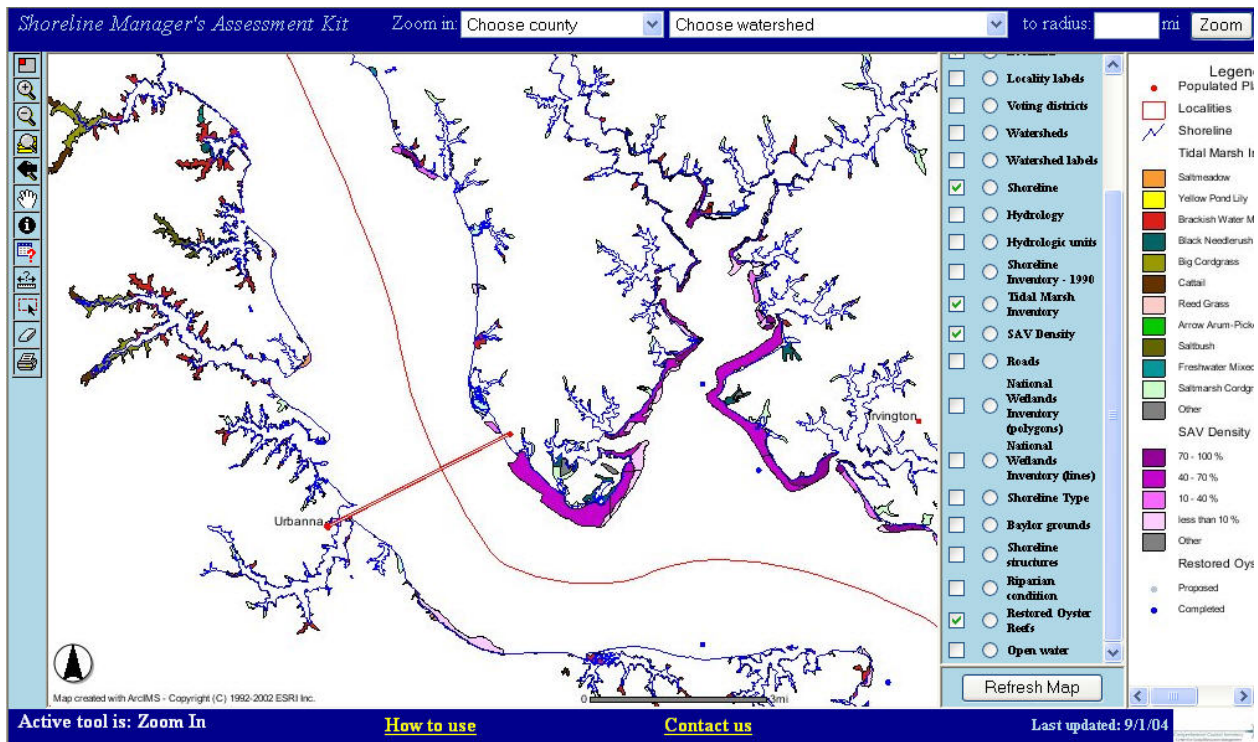 Shoreline Manager's Assessment Kit
Zoom in: Choose county Choose watershed to radius: mi Zoom
Locality labels
Voting districts
Watersheds
Watershed labels
Shoreline
Hydrology
Hydrologic units
Shoreline
Inventory - 1990
Tidal Marsh
Inventory
SAV Density
Roads
National
Wetlands
Inventory
(polygons)
National
Wetlands
Inventory (lines)
Shoreline Type
Baylor grounds
Shoreline
structures
Riparian
condition
Restored Oyster
Reefs
Open water
Refresh Map
Legen
Populated Pl
Localities
Shoreline
Tidal Marsh In
Saltmeadow
Yellow Pond Lily
Brackish Water M
Black Needlerush
Big Cordgrass
Cattail
Reed Grass
Arrow Arum-Picke
Saltbush
Freshwater Mixed
Saltmarsh Cordgr
Other
SAV Density
70 - 100 %
40 - 70 %
10 - 40 %
less than 10 %
Other
Restored Oys
Proposed
Completed
Irvington
Urbanna
Map created with ArcIMS - Copyright (C) 1992-2002 ESRI Inc.
0 3mi
Active tool is: Zoom In
How to use
Contact us
Last updated: 9/1/04